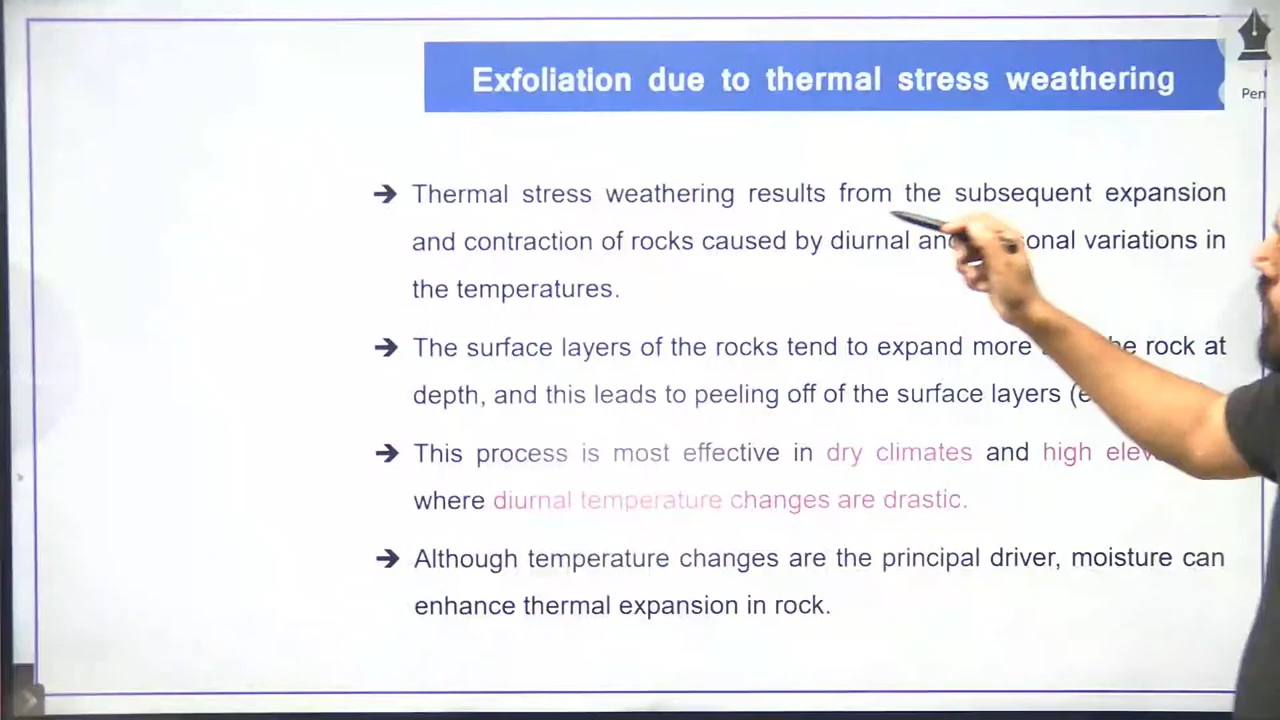 Exfoliation due to thermal stress weathering
Pen
➔ Thermal stress weathering results from the subsequent expansion
and contraction of rocks caused by diurnal and variations in
the temperatures.
➔ The surface layers of the rocks tend to expand more rock at
depth, and this leads to peeling off of the surface layers
➔ This process is most effective in dry climates and high
where diurnal temperature changes are drastic.
➔ Although temperature changes are the principal driver, moisture can
enhance thermal expansion in rock.